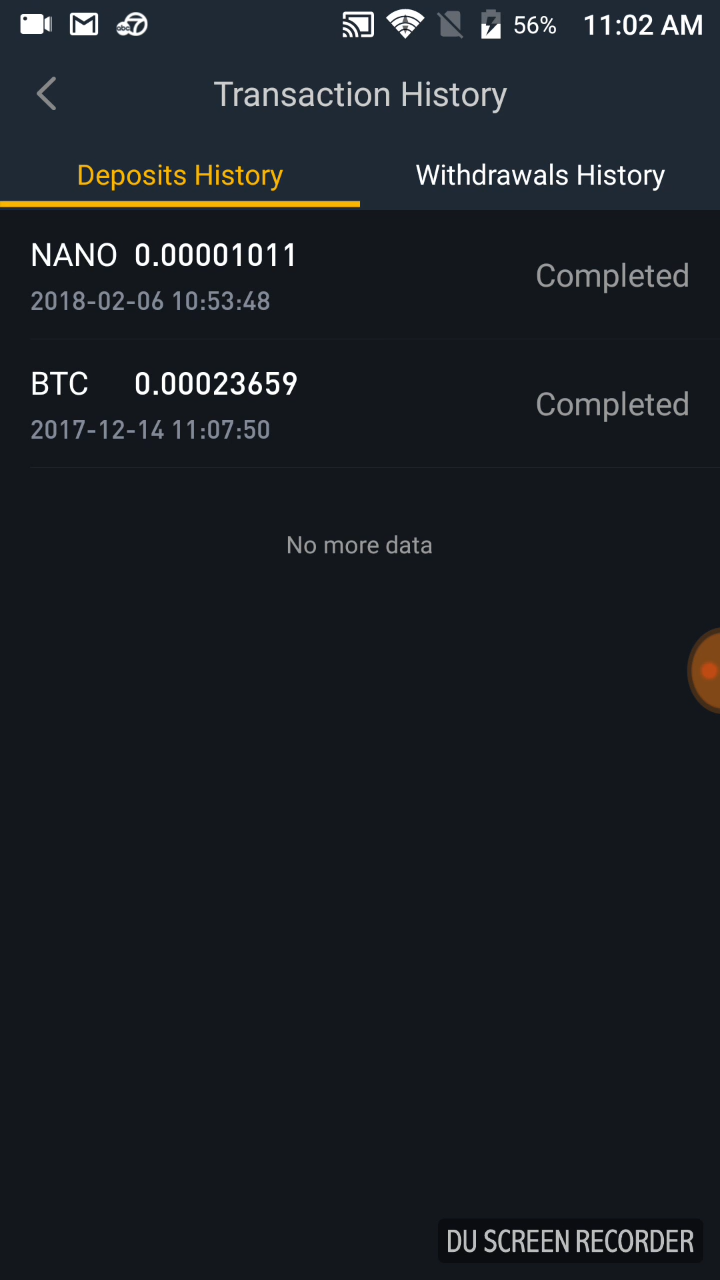 abc7 56% 11:02 AM
Transaction History
Deposits History Withdrawals History
NANO 0.00001011
Completed
2018-02-06 10:53:48
BTC 0.00023659
Completed
2017-12-14 11:07:50
No more data
DU SCREEN RECORDER